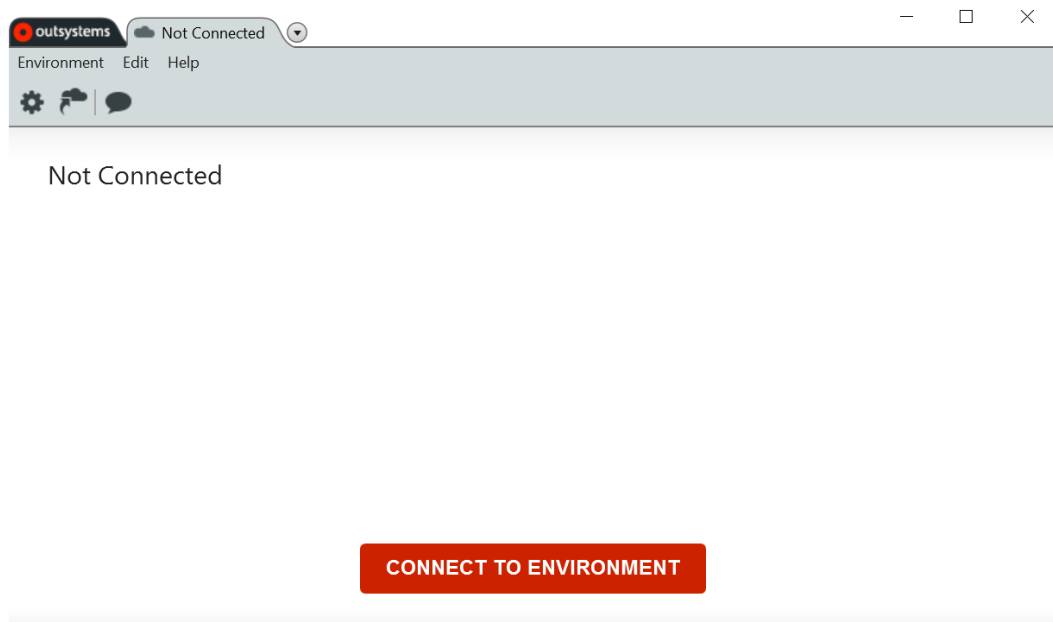 outsystems Not Connected
Environment Edit Help
Not Connected
CONNECT TO ENVIRONMENT